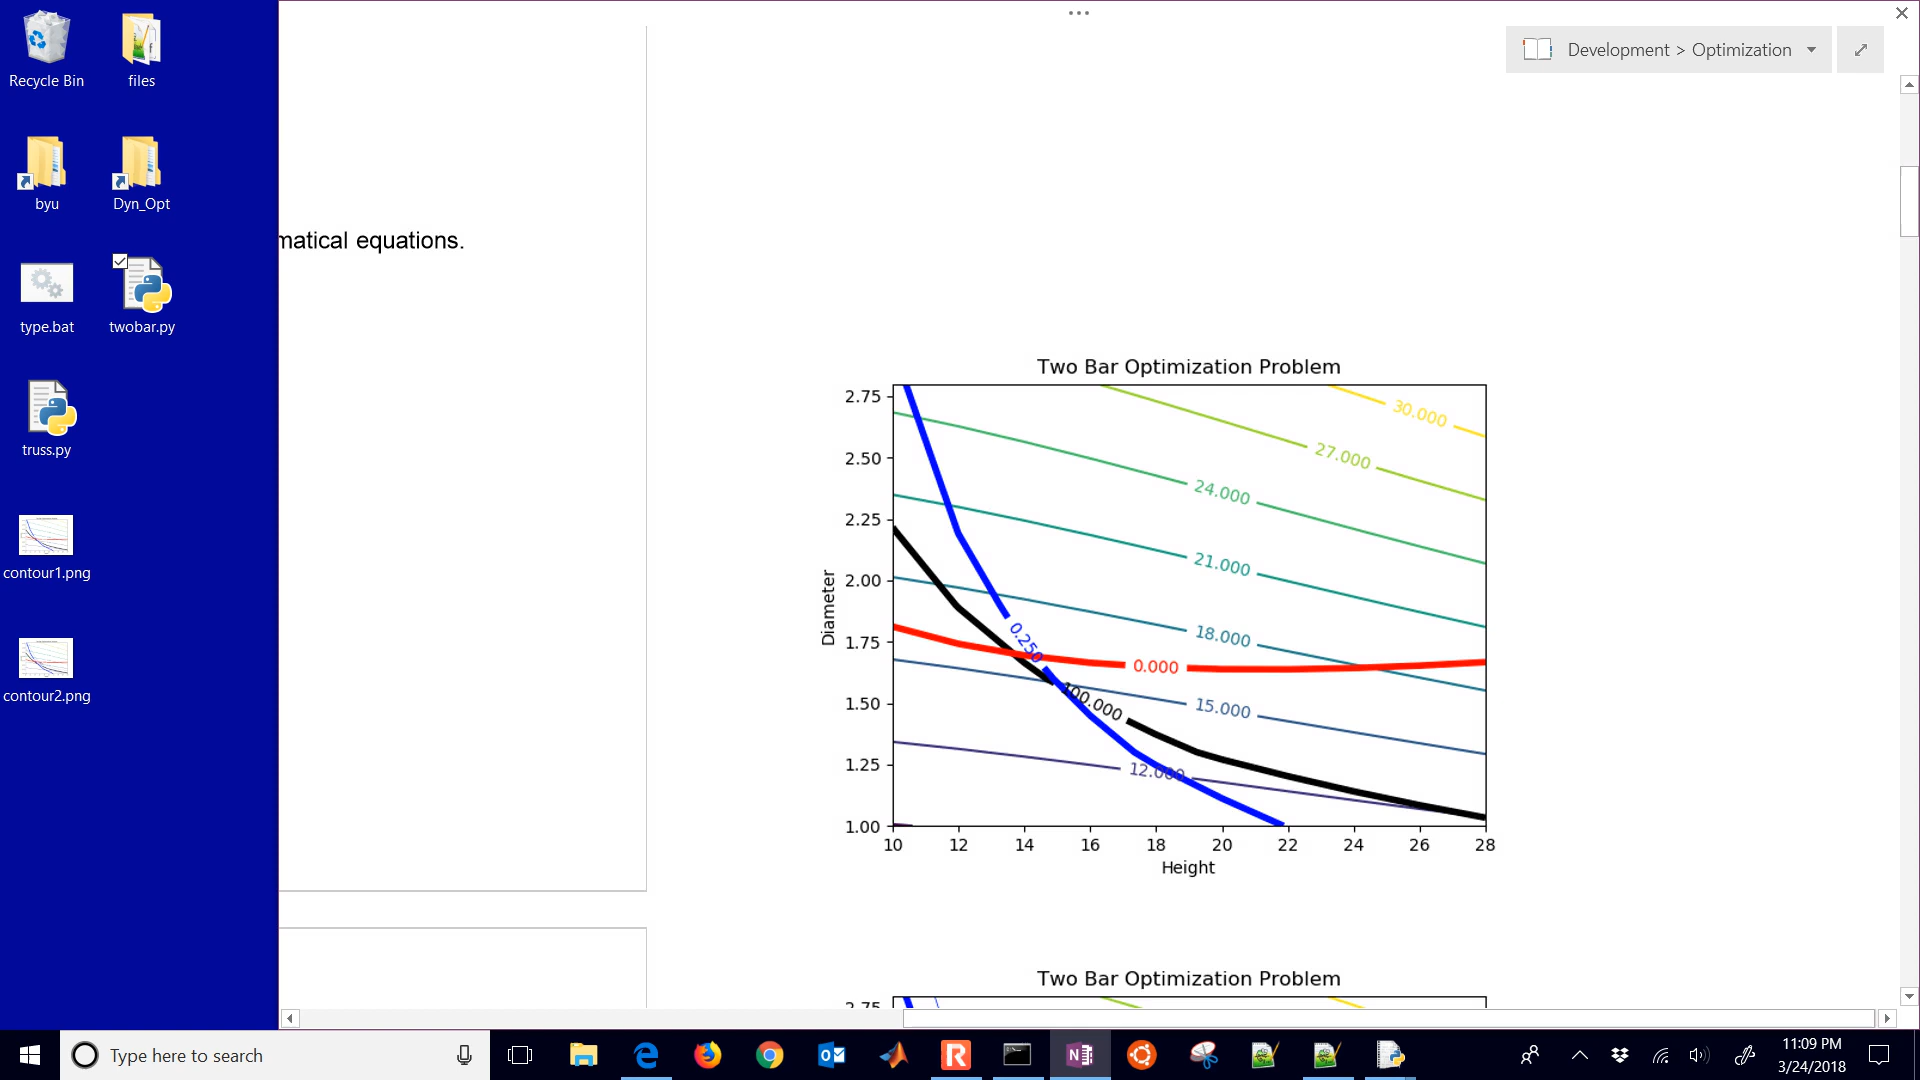 Recycle Bin
files
byu
Dyn_Opt
type.bat
twobar.py
truss.py
contour1.png
contour2.png
Development > Optimization
matical equations.
Two Bar Optimization Problem
2.75
2.50
2.25
2.00
1.75
1.50
1.25
1.00
Diameter
30.000
27.000
24.000
21.000
18.000
0.250
0.000
100.000
15.000
12.000
10 12 14 16 18 20 22 24 26 28
Height
Two Bar Optimization Problem
2.75
Type here to search
11:09 PM
3/24/2018